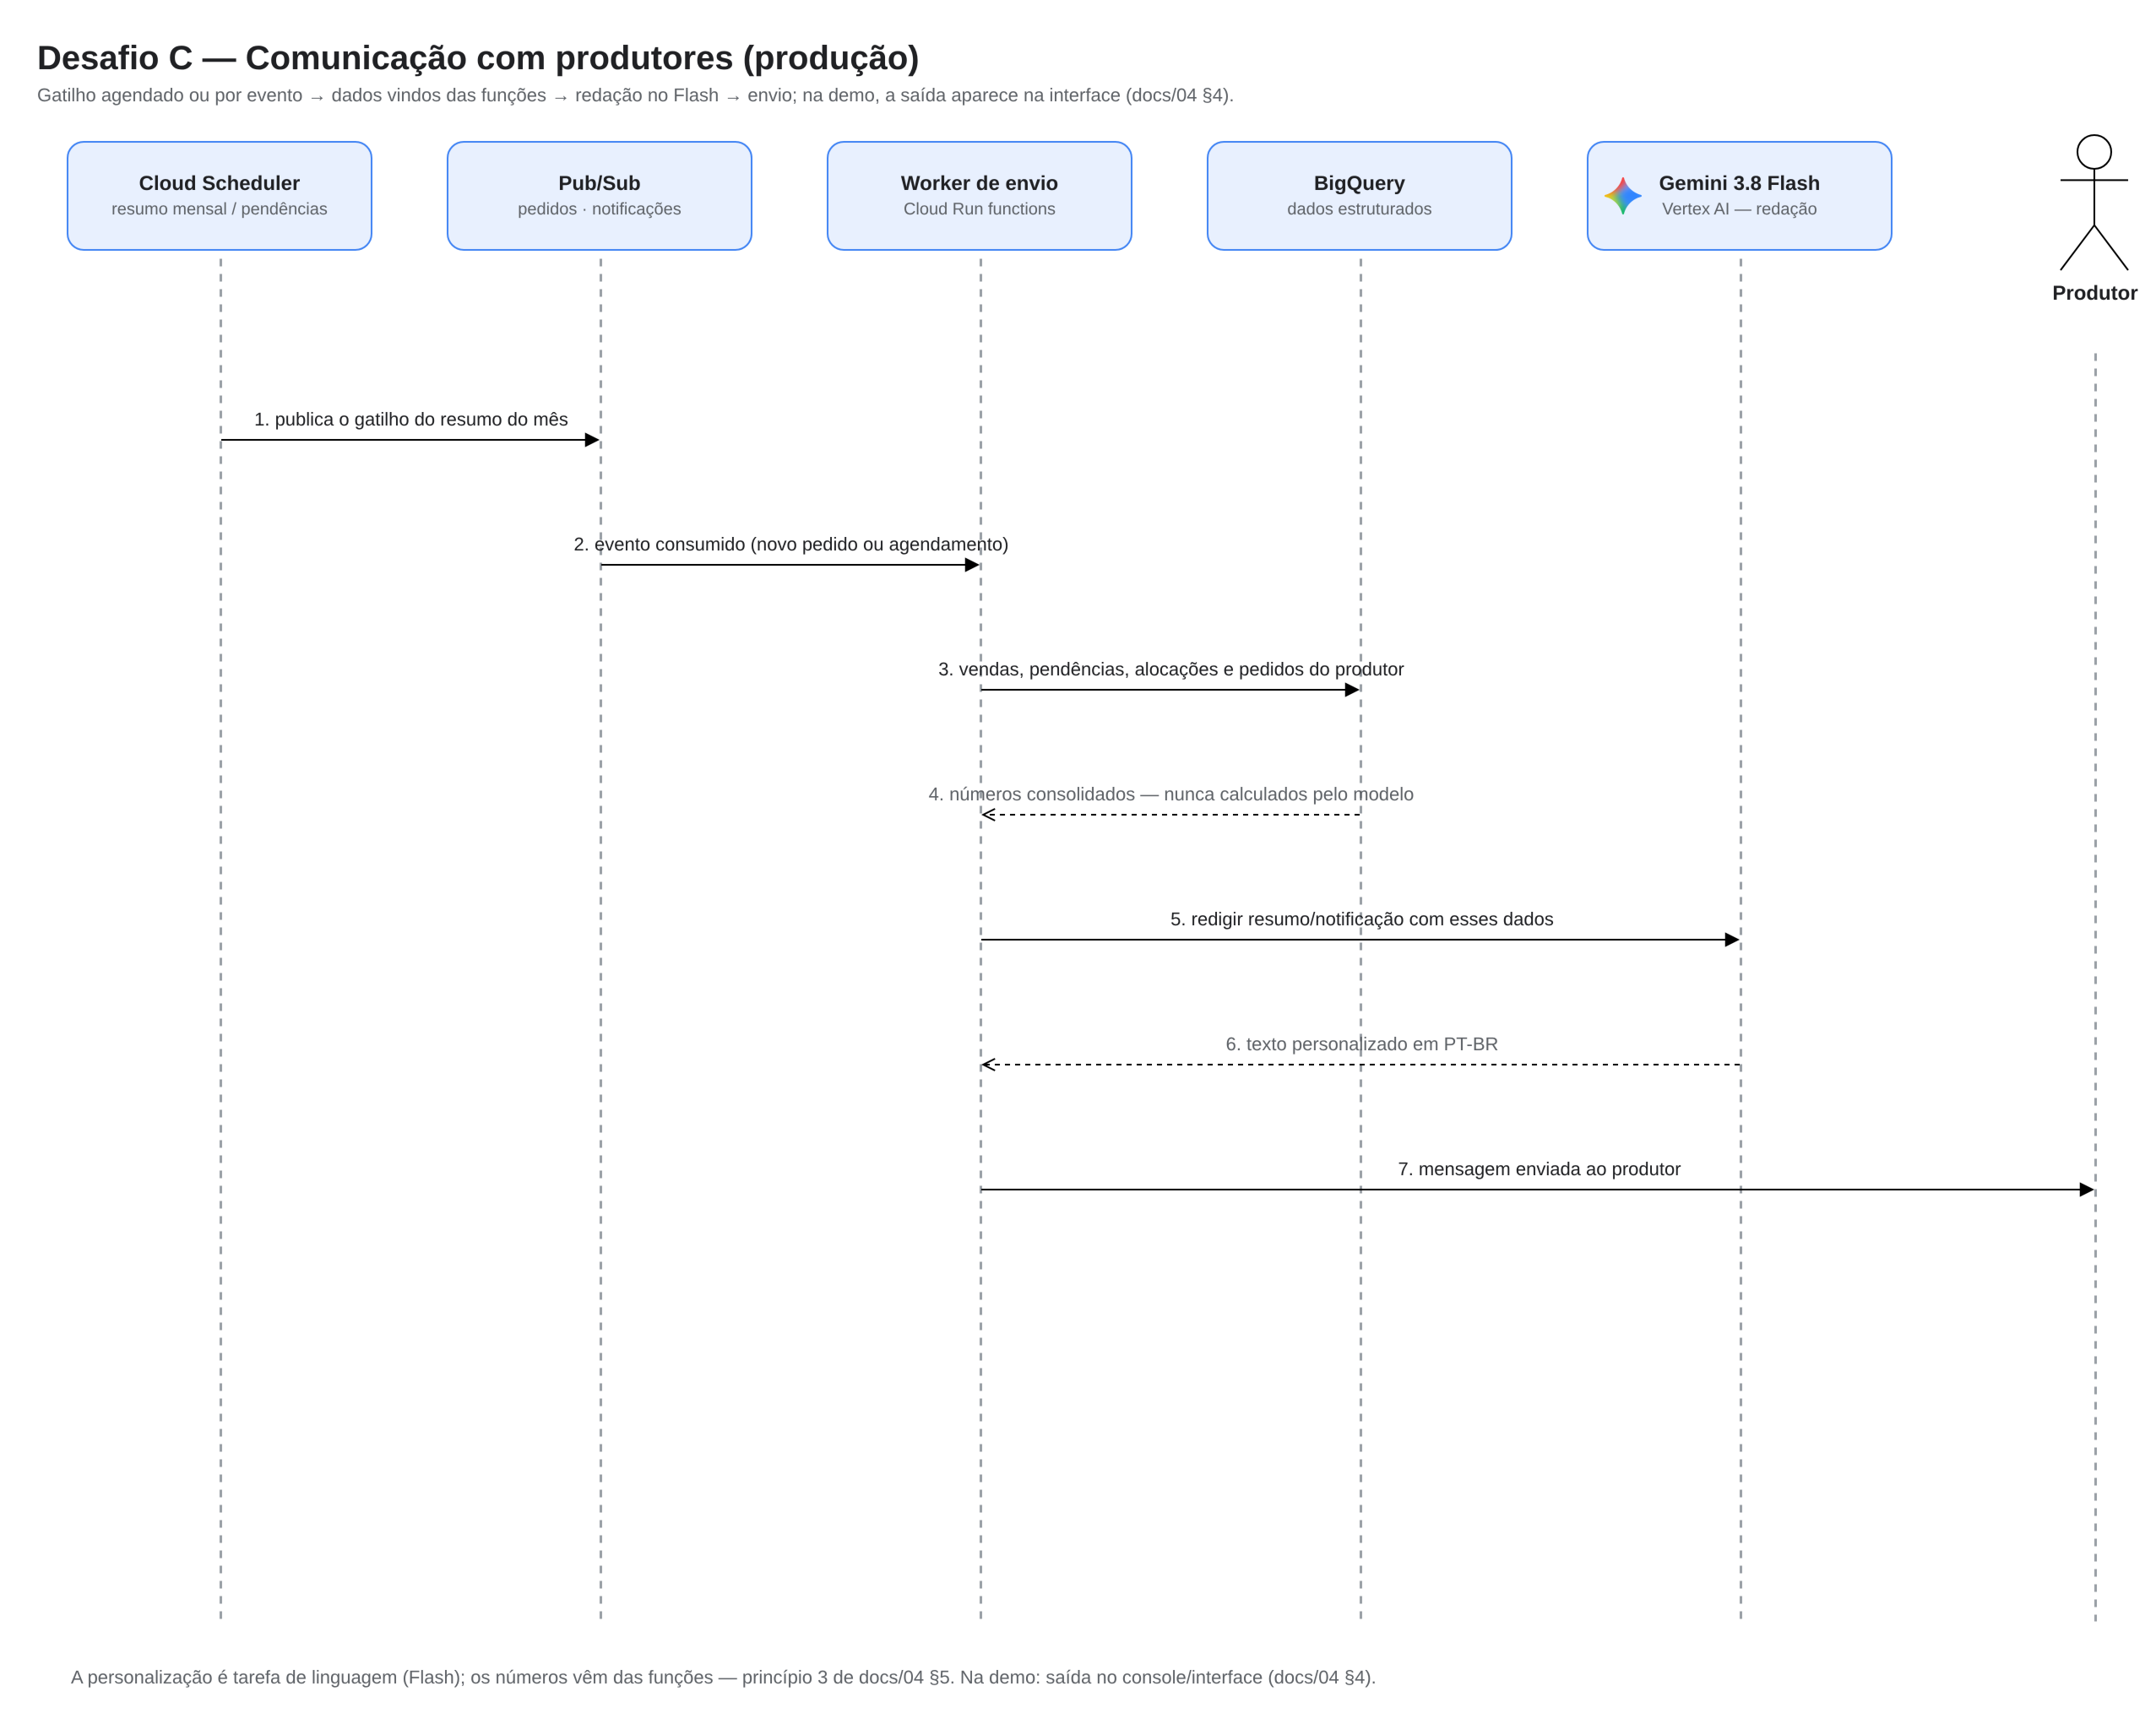 Desafio C — Comunicação com produtores (produção)
Gatilho agendado ou por evento → dados vindos das funções → redação no Flash → envio; na demo, a saída aparece na interface (docs/04 §4).
Cloud Scheduler
resumo mensal / pendências
Pub/Sub
pedidos · notificações
Worker de envio
Cloud Run functions
BigQuery
dados estruturados
Gemini 3.8 Flash
Vertex AI — redação
Produtor
1. publica o gatilho do resumo do mês
2. evento consumido (novo pedido ou agendamento)
3. vendas, pendências, alocações e pedidos do produtor
4. números consolidados — nunca calculados pelo modelo
5. redigir resumo/notificação com esses dados
6. texto personalizado em PT-BR
7. mensagem enviada ao produtor
A personalização é tarefa de linguagem (Flash); os números vêm das funções — princípio 3 de docs/04 §5. Na demo: saída no console/interface (docs/04 §4).